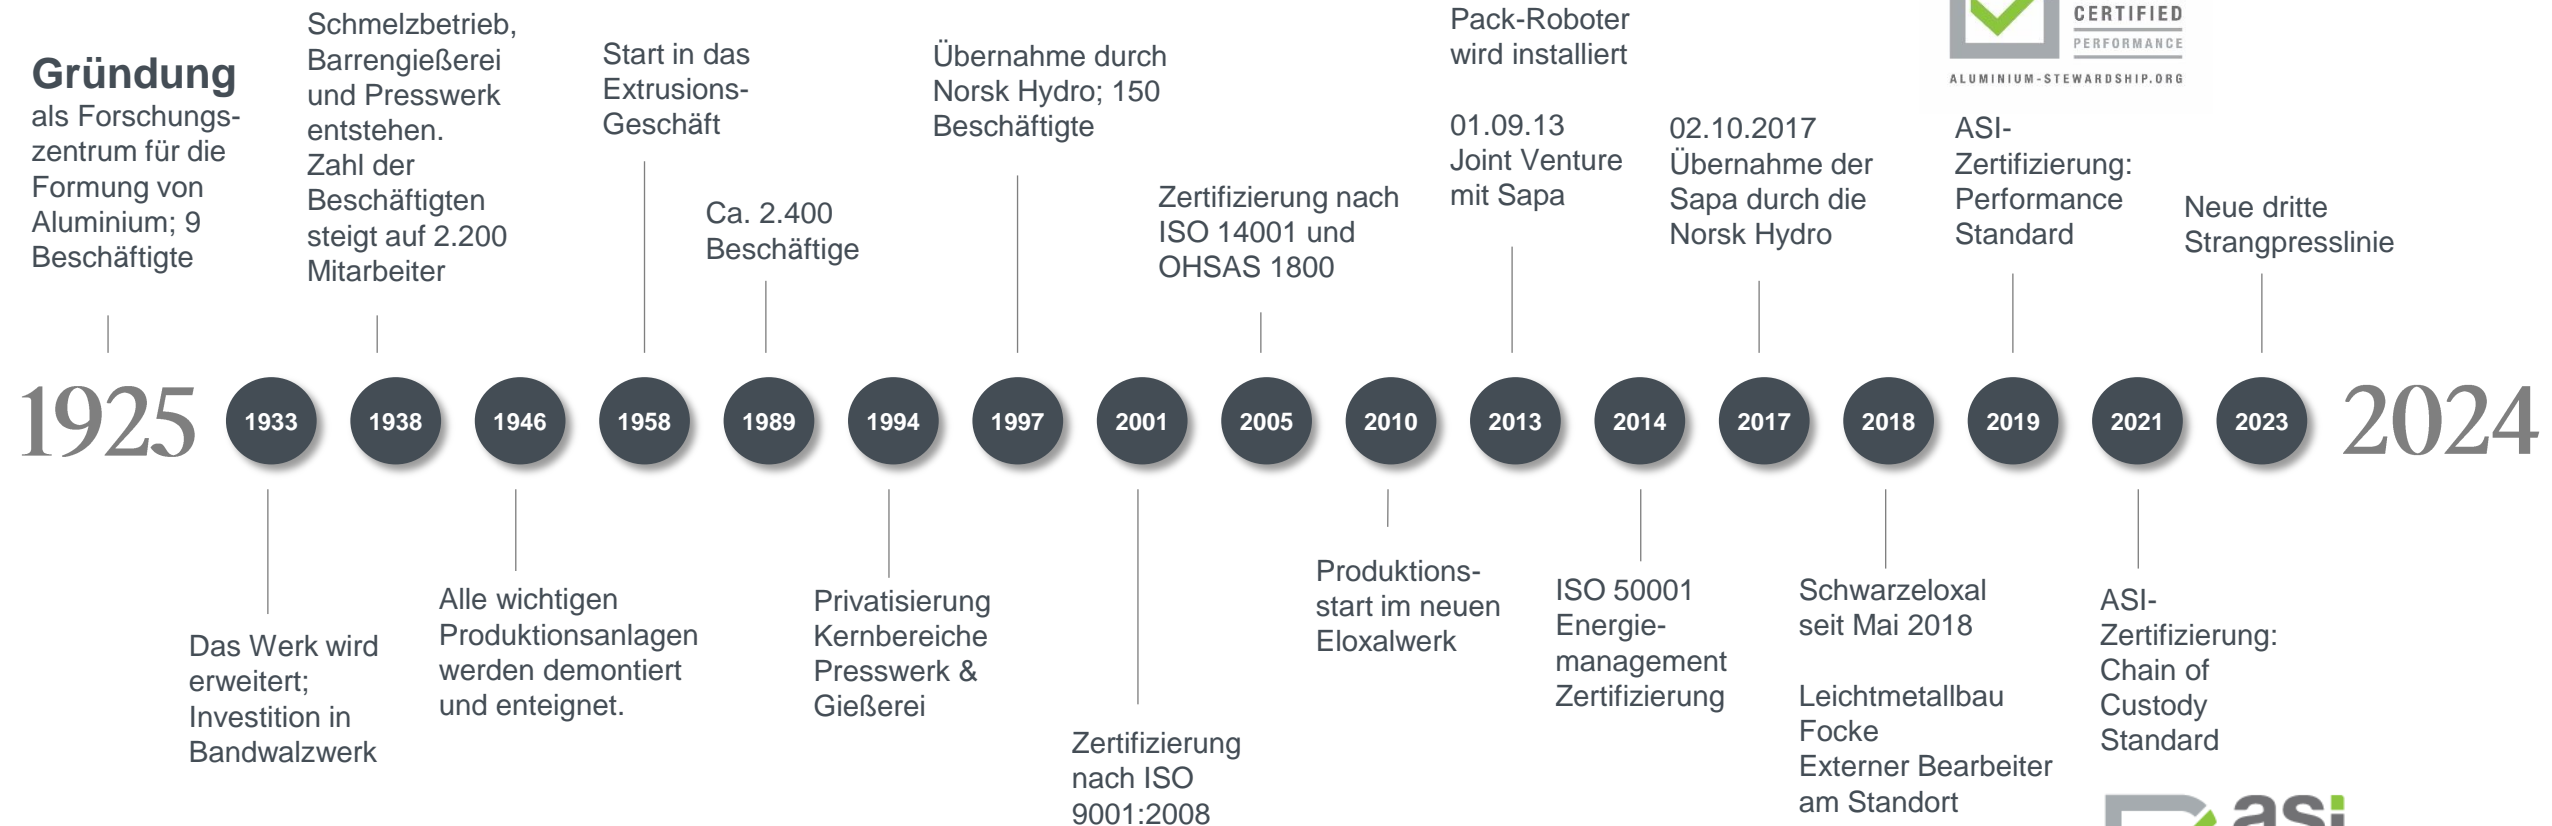 Gründung
als Forschungs-
zentrum für die
Formung von
Aluminium; 9
Beschäftigte
Schmelzbetrieb,
Barrengießerei
und Presswerk
entstehen.
Zahl der
Beschäftigten
steigt auf 2.200
Mitarbeiter
Start in das
Extrusions-
Geschäft
Ca. 2.400
Beschäftige
Übernahme durch
Norsk Hydro; 150
Beschäftigte
Zertifizierung nach
ISO 14001 und
OHSAS 1800
Pack-Roboter
wird installiert
01.09.13
Joint Venture
mit Sapa
02.10.2017
Übernahme der
Sapa durch die
Norsk Hydro
CERTIFIED
PERFORMANCE
ALUMINIUM-STEWARDSHIP.ORG
ASI-
Zertifizierung:
Performance
Standard
Neue dritte
Strangpresslinie
1925 1933 1938 1946 1958 1989 1994 1997 2001 2005 2010 2013 2014 2017 2018 2019 2021 2023 2024
Das Werk wird
erweitert;
Investition in
Bandwalzwerk
Alle wichtigen
Produktionsanlagen
werden demontiert
und enteignet.
Privatisierung
Kernbereiche
Presswerk &
Gießerei
Zertifizierung
nach ISO
9001:2008
Produktions-
start im neuen
Eloxalwerk
ISO 50001
Energie-
management
Zertifizierung
Schwarzeloxal
seit Mai 2018
Leichtmetallbau
Focke
Externer Bearbeiter
am Standort
ASI-
Zertifizierung:
Chain of
Custody
Standard
asi